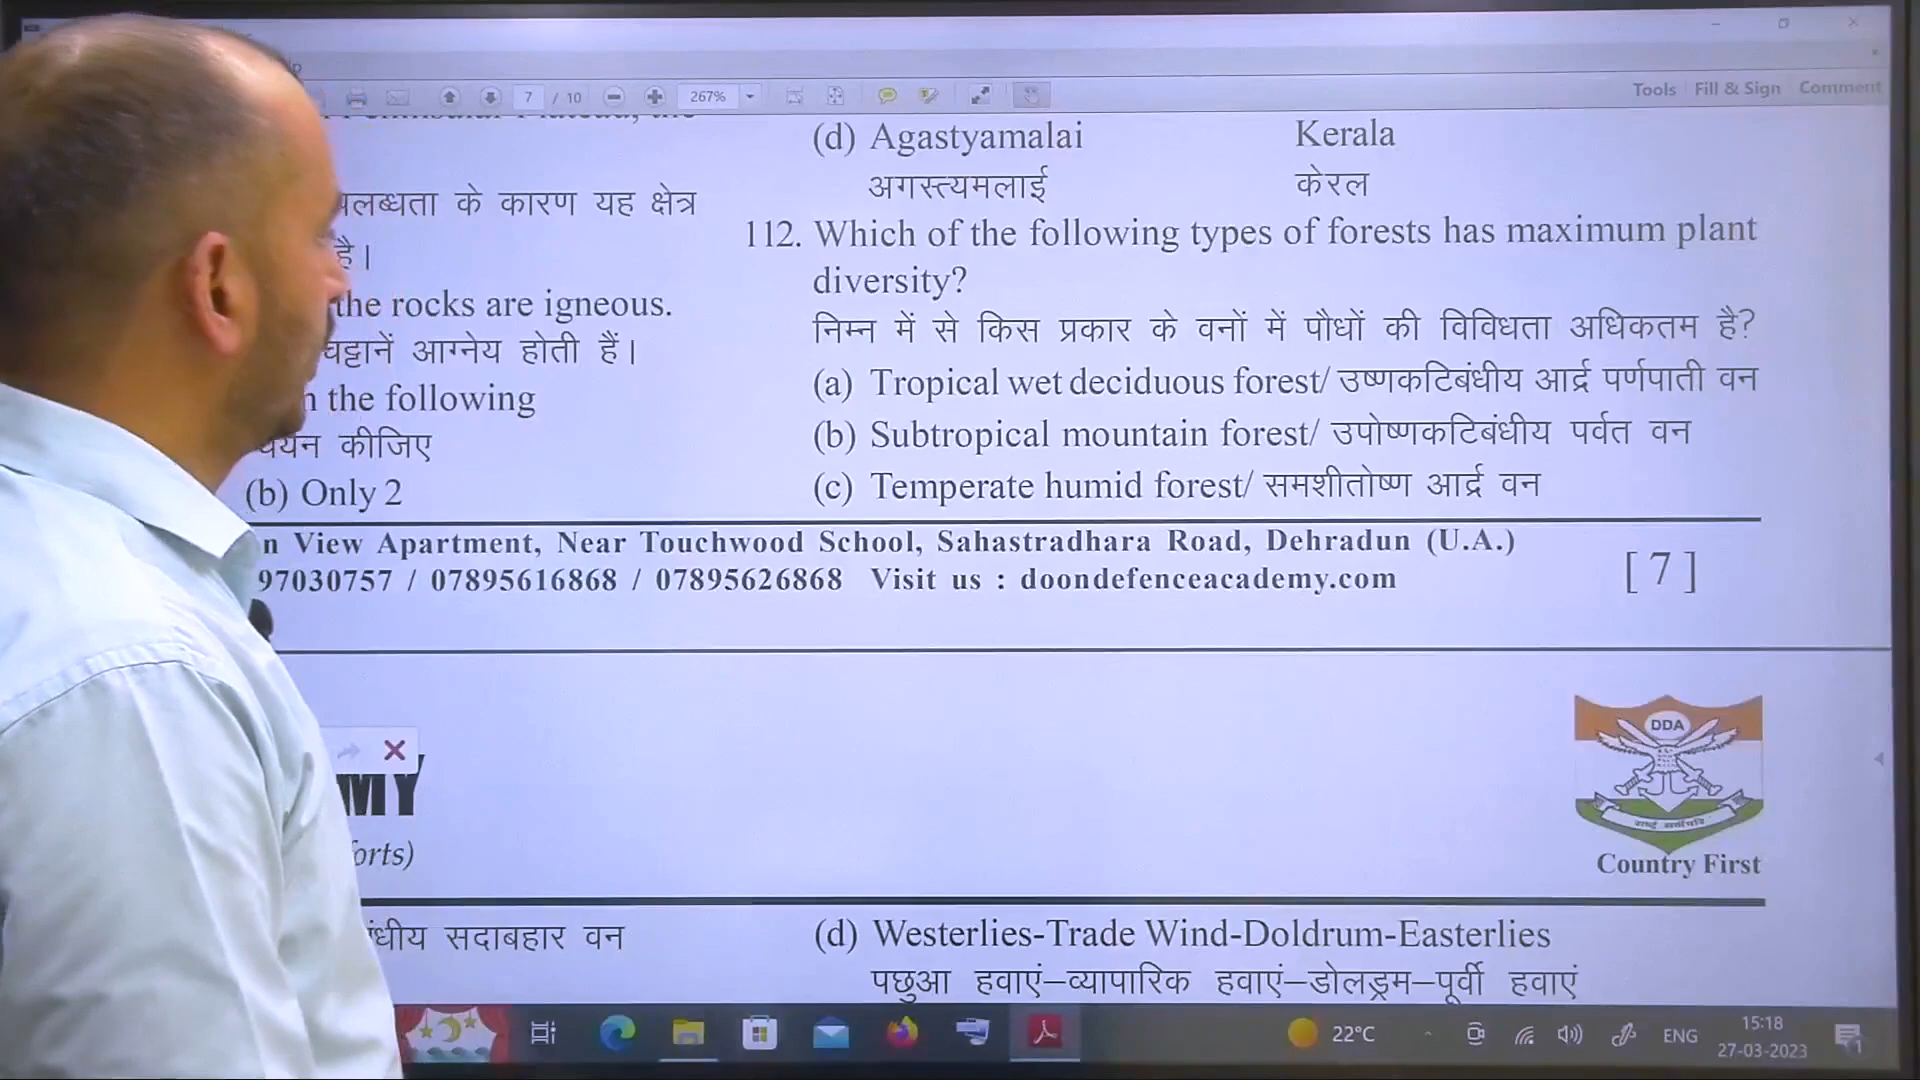 7 / 10
267%
Tools
Fill & Sign
Comment
के कारण यह क्षेत्र
है।
the rocks are igneous.
चट्टानें आग्नेय होती हैं।
the following
कीजिए
(b) Only 2
(d) Agastyamalai Kerala
अगस्त्यमलाई केरल
112. Which of the following types of forests has maximum plant
diversity?
निम्न में से किस प्रकार के वनों में पौधों की विविधता अधिकतम है?
(a) Tropical wet deciduous forest/ उष्णकटिबंधीय आर्द्र पर्णपाती वन
(b) Subtropical mountain forest/ उपोष्णकटिबंधीय पर्वत वन
(c) Temperate humid forest/ समशीतोष्ण आर्द्र वन
n View Apartment, Near Touchwood School, Sahastradhara Road, Dehradun (U.A.)
97030757 / 07895616868 / 07895626868 Visit us : doondefenceacademy.com
[ 7 ]
MY
orts)
DDA
Country First
सदाबहार वन
(d) Westerlies-Trade Wind-Doldrum-Easterlies
पछुआ हवाएं–व्यापारिक हवाएं–डोलड्रम–पूर्वी हवाएं
22°C
ENG
15:18
27-03-2023
1